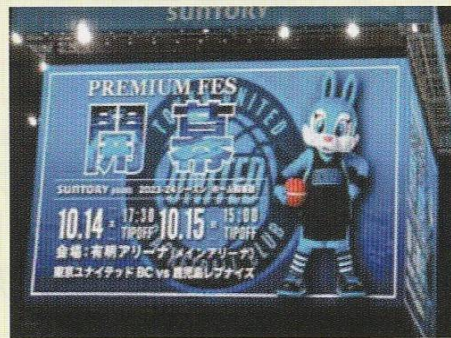 SUNTORY
PREMIUM FES
開幕
UNITED
SUNTORY 2023-24シーズン ホーム開幕戦
10.14 土 17:30 TIPOFF 10.15 日 15:00 TIPOFF
会場：有明アリーナ（メインアリーナ）
東京ユナイテッドBC vs 鹿児島レブナイズ